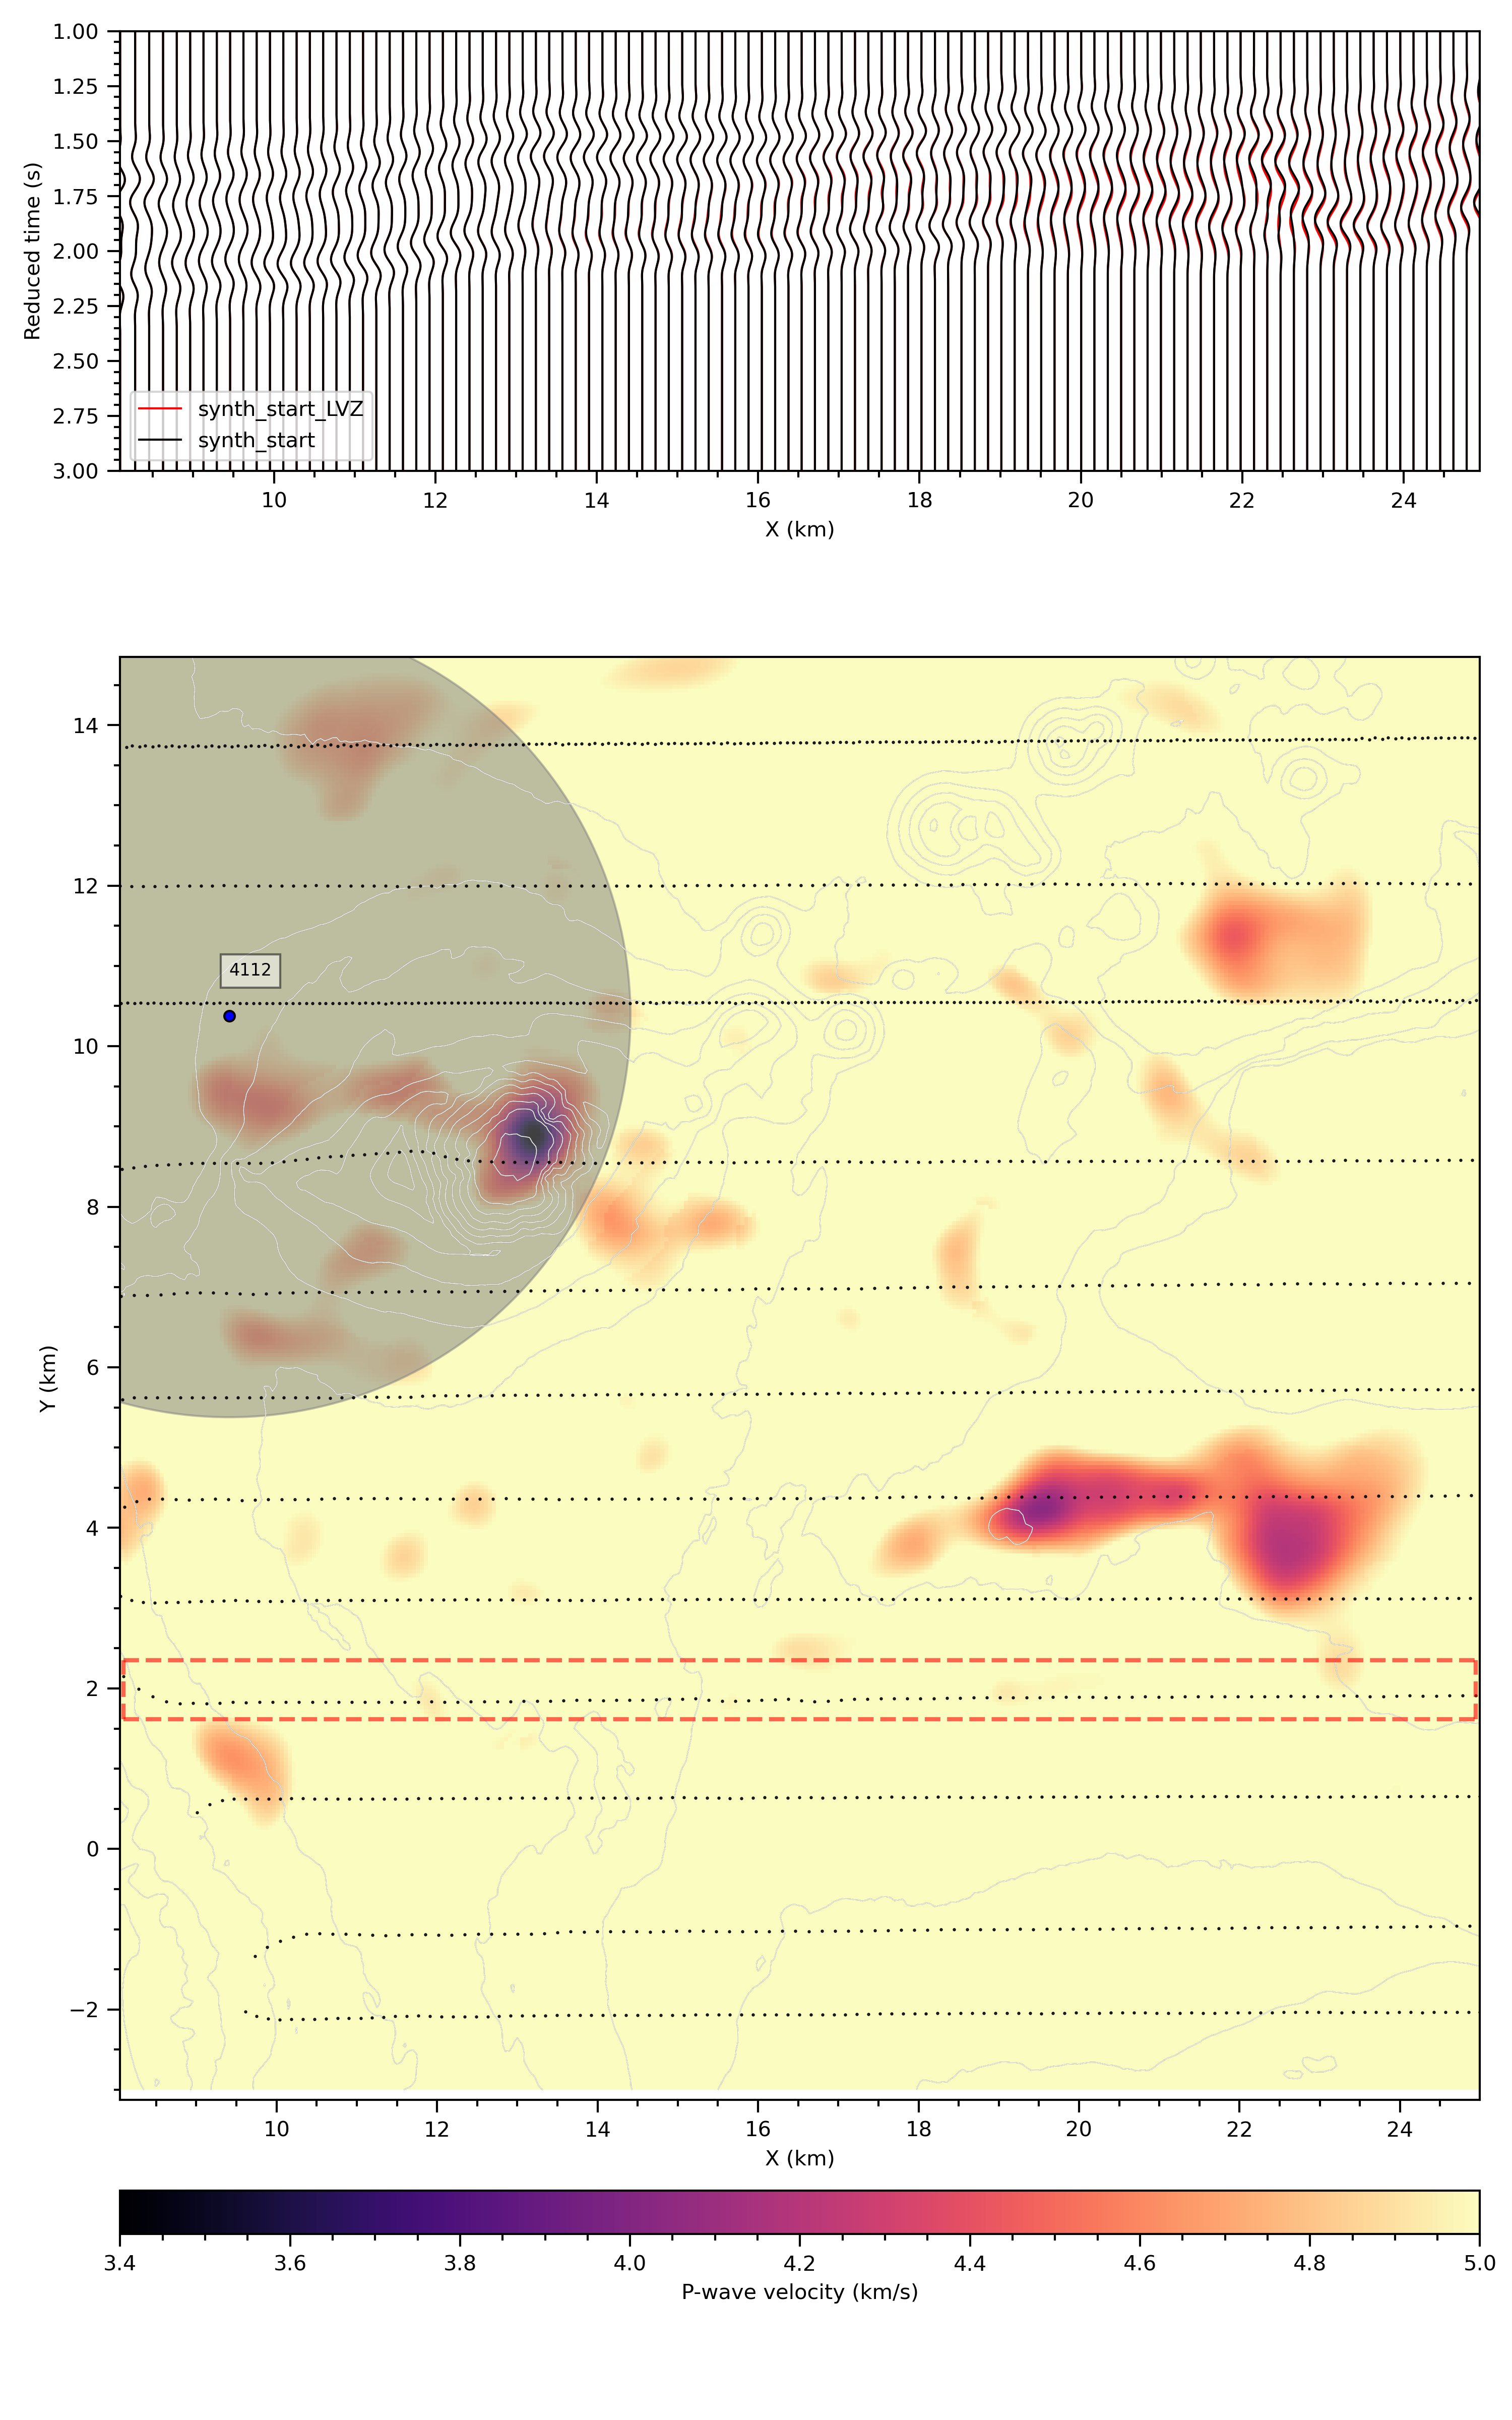 1.00
1.25
1.50
1.75
2.00
2.25
2.50
2.75
3.00
Reduced time (s)
synth_start_LVZ
synth_start
10 12 14 16 18 20 22 24
X (km)
14
12
10
8
6
4
2
0
−2
Y (km)
4112
10 12 14 16 18 20 22 24
X (km)
3.4 3.6 3.8 4.0 4.2 4.4 4.6 4.8 5.0
P-wave velocity (km/s)